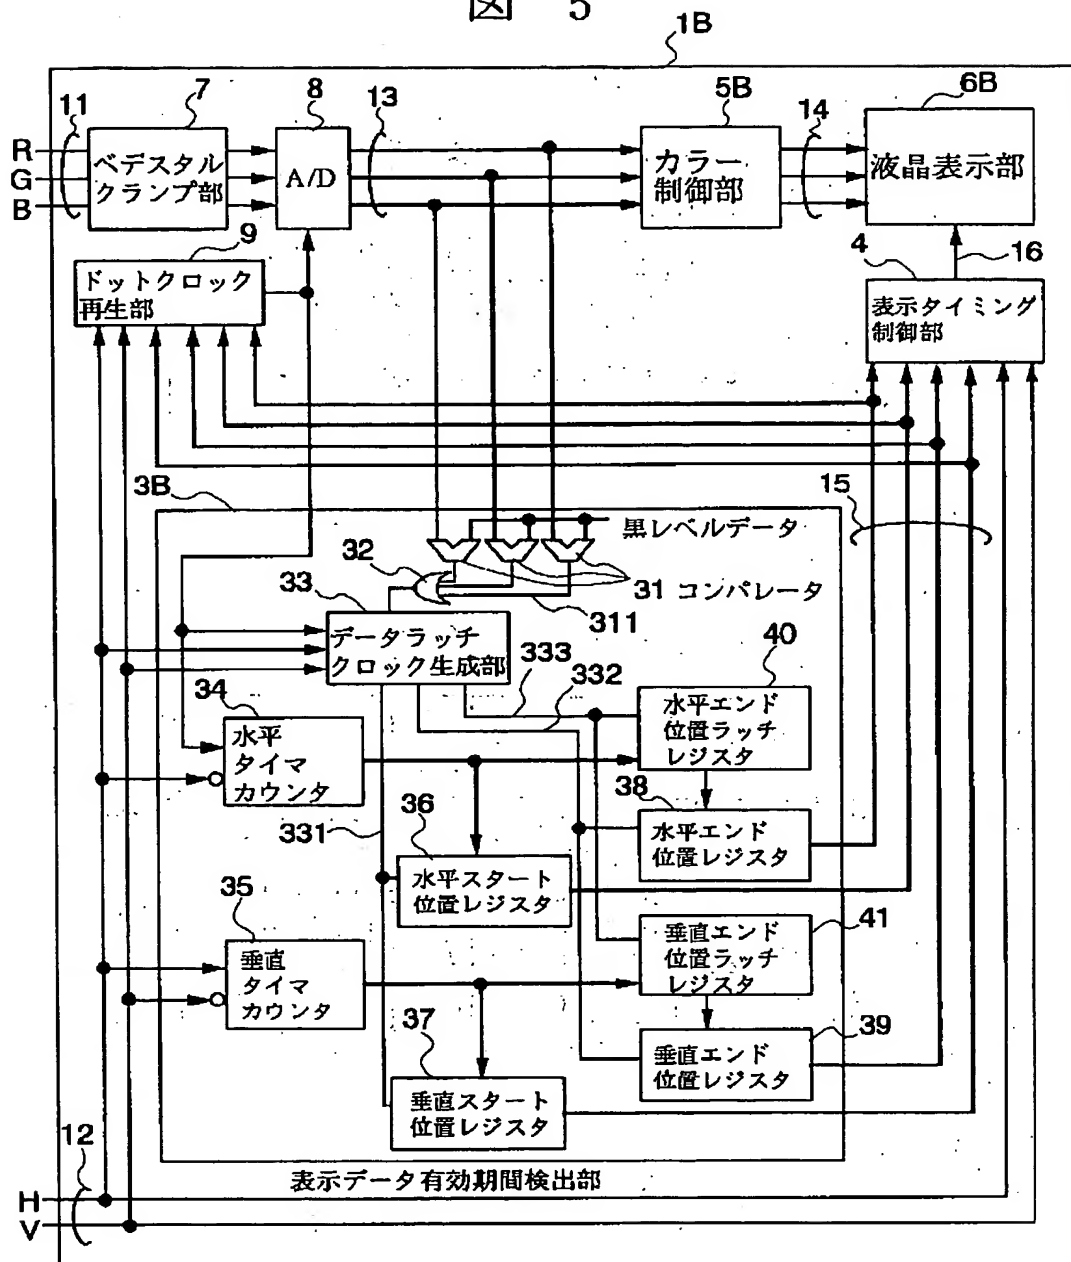 図 5
1B
11
7
8
13
5B
14
6B
R
G
B
ペデスタル
クランプ部
A/D
カラー
制御部
液晶表示部
9
4
16
ドットクロック
再生部
表示タイミング
制御部
3B
15
黒レベルデータ
32
31 コンパレータ
33
311
データラッチ
クロック生成部
333
332
40
34
水平エンド
位置ラッチ
レジスタ
水平
タイマ
カウンタ
38
331
36
水平エンド
位置レジスタ
水平スタート
位置レジスタ
35
41
垂直エンド
位置ラッチ
レジスタ
垂直
タイマ
カウンタ
37
39
垂直エンド
位置レジスタ
垂直スタート
位置レジスタ
12
表示データ有効期間検出部
H
V